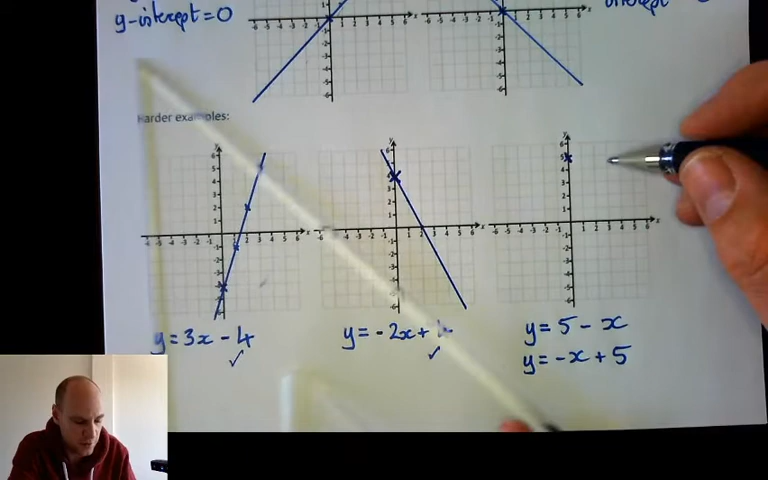 y-intercept = 0
Harder examples:
y = 3x - 4
y = -2x +
y = 5 - x
y = -x + 5